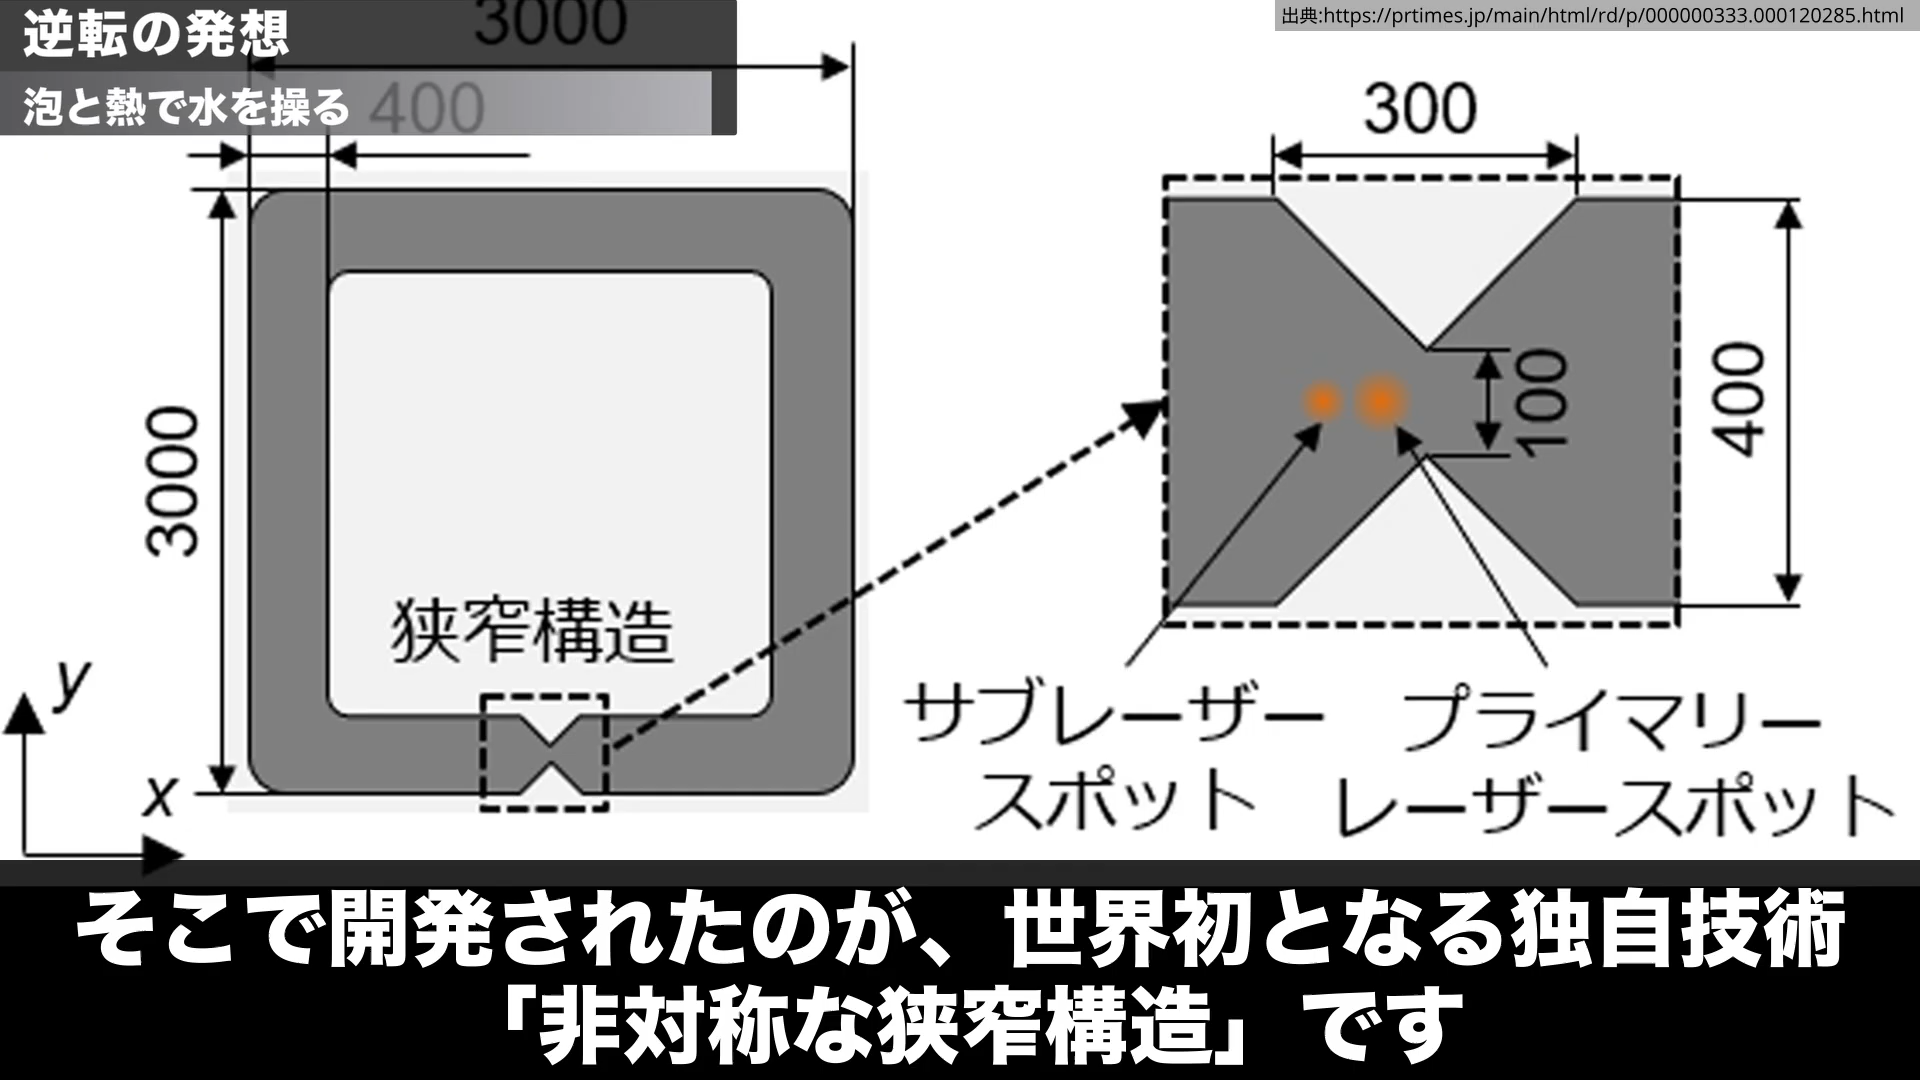 逆転の発想
泡と熱で水を操る
出典:https://prtimes.jp/main/html/rd/p/000000333.000120285.html
3000
400
3000
狭窄構造
y
x
300
100
400
サブレーザー
スポット
プライマリー
レーザースポット
そこで開発されたのが、世界初となる独自技術
「非対称な狭窄構造」です